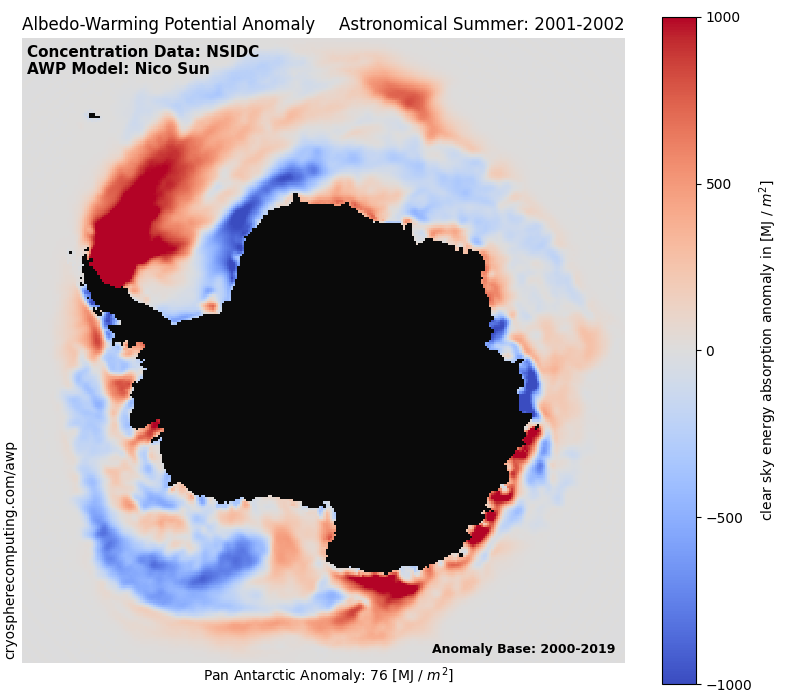 Albedo-Warming Potential Anomaly Astronomical Summer: 2001-2002
Concentration Data: NSIDC
AWP Model: Nico Sun
1000
500
0
−500
−1000
clear sky energy absorption anomaly in [MJ / m²]
cryospherecomputing.com/awp
Anomaly Base: 2000-2019
Pan Antarctic Anomaly: 76 [MJ / m²]